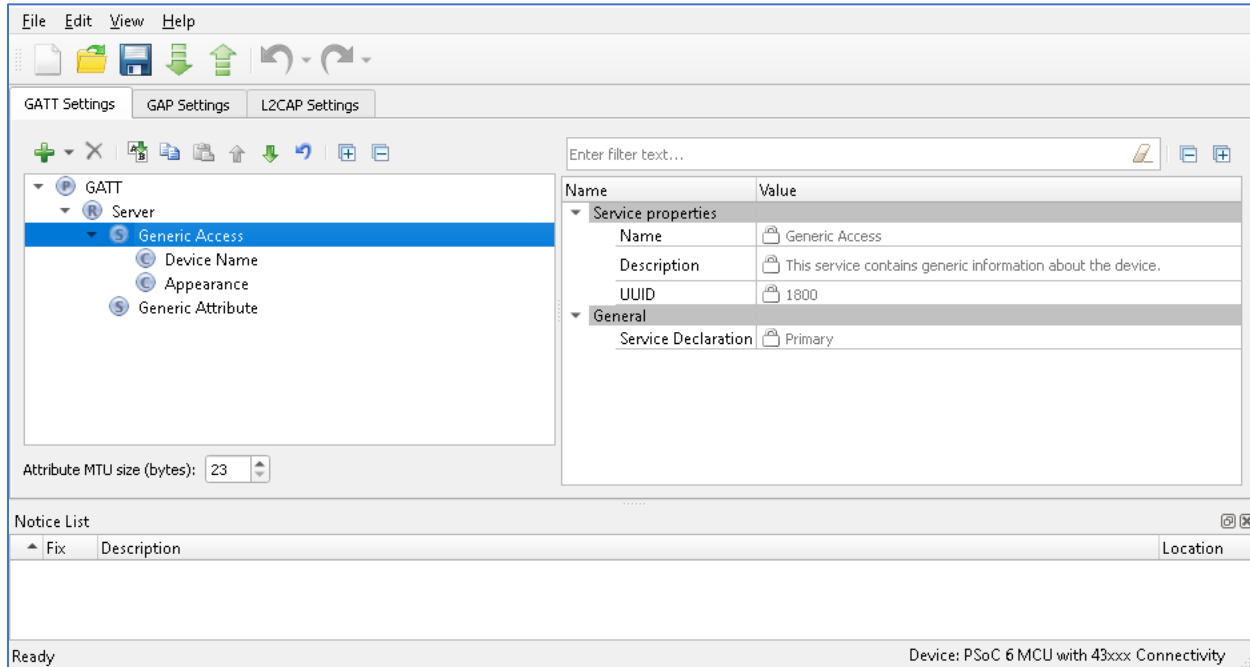 File Edit View Help
GATT Settings GAP Settings L2CAP Settings
Enter filter text...
GATT
Server
Generic Access
Device Name
Appearance
Generic Attribute
Attribute MTU size (bytes): 23
Name Value
Service properties
Name Generic Access
Description This service contains generic information about the device.
UUID 1800
General
Service Declaration Primary
Notice List
Fix Description Location
Ready Device: PSoC 6 MCU with 43xxx Connectivity